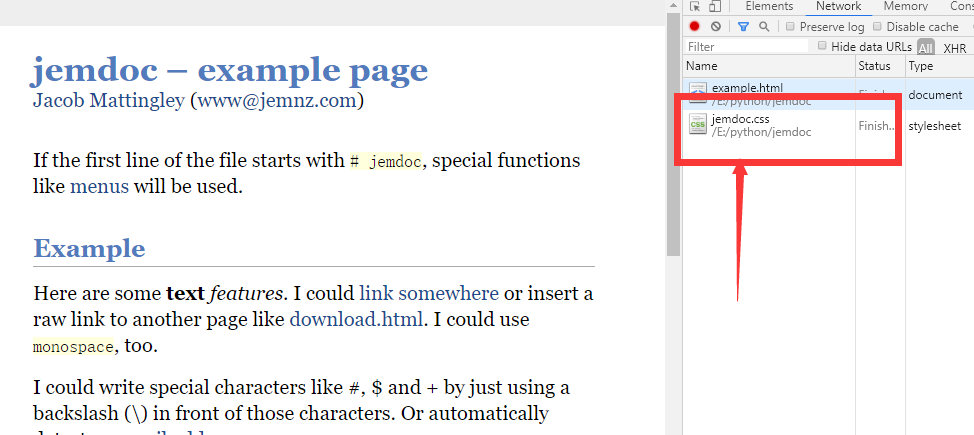 jemdoc – example page
Jacob Mattingley (www@jemnz.com)
If the first line of the file starts with # jemdoc, special functions
like menus will be used.
Example
Here are some text features. I could link somewhere or insert a
raw link to another page like download.html. I could use
monospace, too.
I could write special characters like #, $ and + by just using a
backslash (\) in front of those characters. Or automatically
Elements Network Memory
Preserve log Disable cache
Filter Hide data URLs All XHR
Name Status Type
example.html
/E:/python/jemdoc document
jemdoc.css
/E:/python/jemdoc Finish... stylesheet
CSS